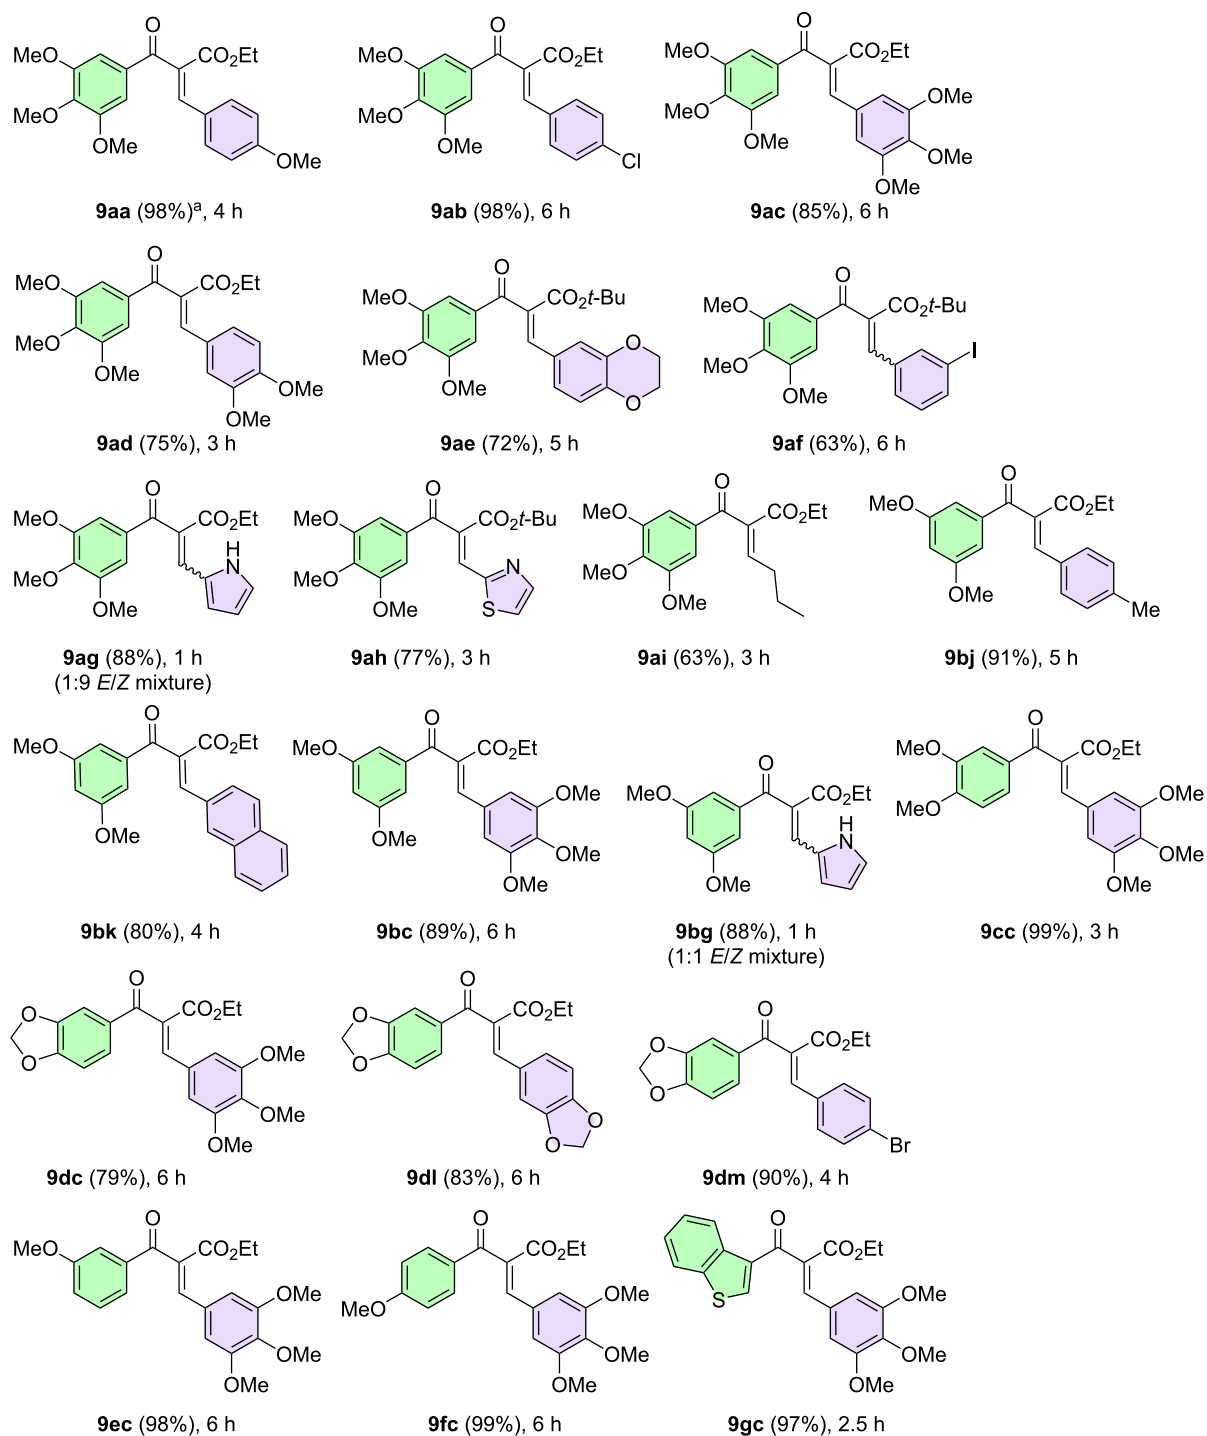 O
MeO
CO2Et
MeO
OMe
OMe
9aa (98%)a, 4 h
O
MeO
CO2Et
MeO
OMe
Cl
9ab (98%), 6 h
O
MeO
CO2Et
MeO
OMe
OMe
OMe
OMe
9ac (85%), 6 h
O
MeO
CO2Et
MeO
OMe
OMe
OMe
9ad (75%), 3 h
O
MeO
CO2t-Bu
MeO
OMe
O
O
9ae (72%), 5 h
O
MeO
CO2t-Bu
MeO
OMe
I
9af (63%), 6 h
O
MeO
CO2Et
MeO
OMe
H
N
9ag (88%), 1 h
(1:9 E/Z mixture)
O
MeO
CO2t-Bu
MeO
OMe
N
S
9ah (77%), 3 h
O
MeO
CO2Et
MeO
OMe
9ai (63%), 3 h
O
MeO
CO2Et
OMe
Me
9bj (91%), 5 h
O
MeO
CO2Et
OMe
9bk (80%), 4 h
O
MeO
CO2Et
OMe
OMe
OMe
OMe
9bc (89%), 6 h
O
MeO
CO2Et
OMe
H
N
9bg (88%), 1 h
(1:1 E/Z mixture)
O
MeO
CO2Et
MeO
OMe
OMe
OMe
9cc (99%), 3 h
O
O
CO2Et
O
OMe
OMe
OMe
9dc (79%), 6 h
O
O
CO2Et
O
O
O
9dl (83%), 6 h
O
O
CO2Et
O
Br
9dm (90%), 4 h
O
MeO
CO2Et
OMe
OMe
OMe
9ec (98%), 6 h
O
CO2Et
MeO
OMe
OMe
OMe
9fc (99%), 6 h
O
CO2Et
S
OMe
OMe
OMe
9gc (97%), 2.5 h